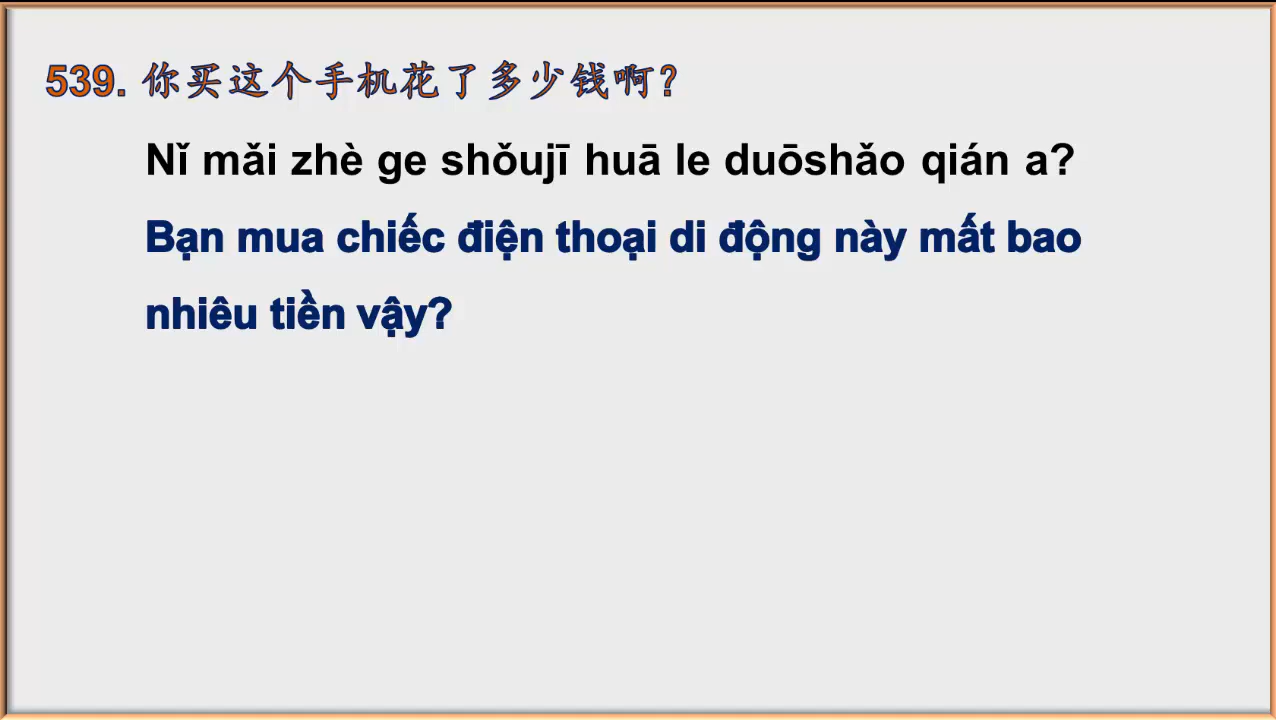 539. 你买这个手机花了多少钱啊？
Nǐ mǎi zhè ge shǒujī huā le duōshǎo qián a?
Bạn mua chiếc điện thoại di động này mất bao
nhiêu tiền vậy?